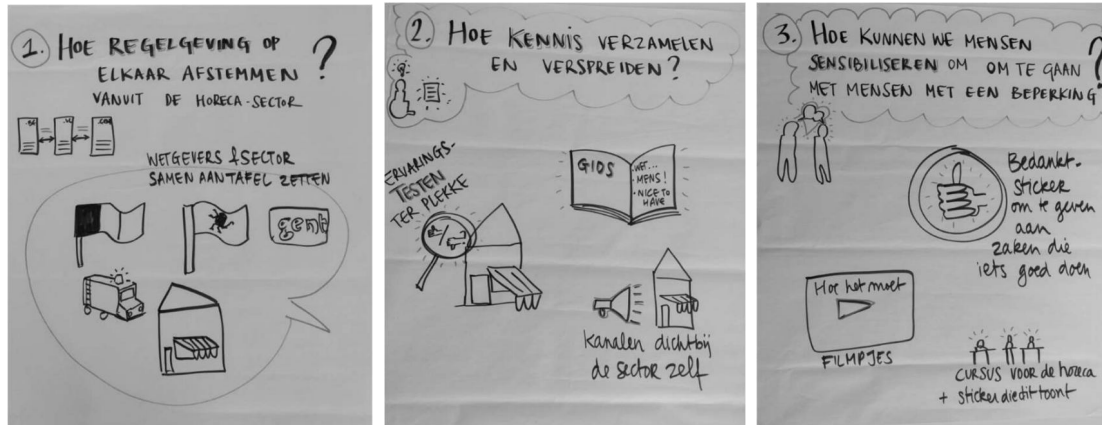 1. HOE REGELGEVING OP
ELKAAR AFSTEMMEN ?
VANUIT DE HORECA-SECTOR
WETGEVERS & SECTOR
SAMEN AAN TAFEL ZETTEN
gent
2. HOE KENNIS VERZAMELEN
EN VERSPREIDEN?
ERVARINGS-
TESTEN
TER PLEKKE
GIDS
• WET...
• MENS!
• NICE TO
HAVE
kanalen dichtbij
de sector zelf
3. HOE KUNNEN WE MENSEN
SENSIBILISEREN OM OM TE GAAN
MET MENSEN MET EEN BEPERKING?
Bedankt-
sticker
om te geven
aan
zaken die
iets goed doen
Hoe het moet
FILMPJES
CURSUS VOOR de horeca
+ sticker die dit toont